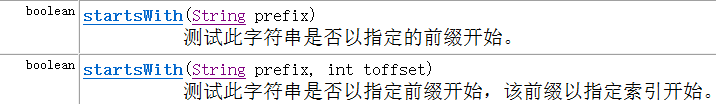 boolean startsWith(String prefix)
测试此字符串是否以指定的前缀开始。
boolean startsWith(String prefix, int toffset)
测试此字符串是否以指定前缀开始，该前缀以指定索引开始。